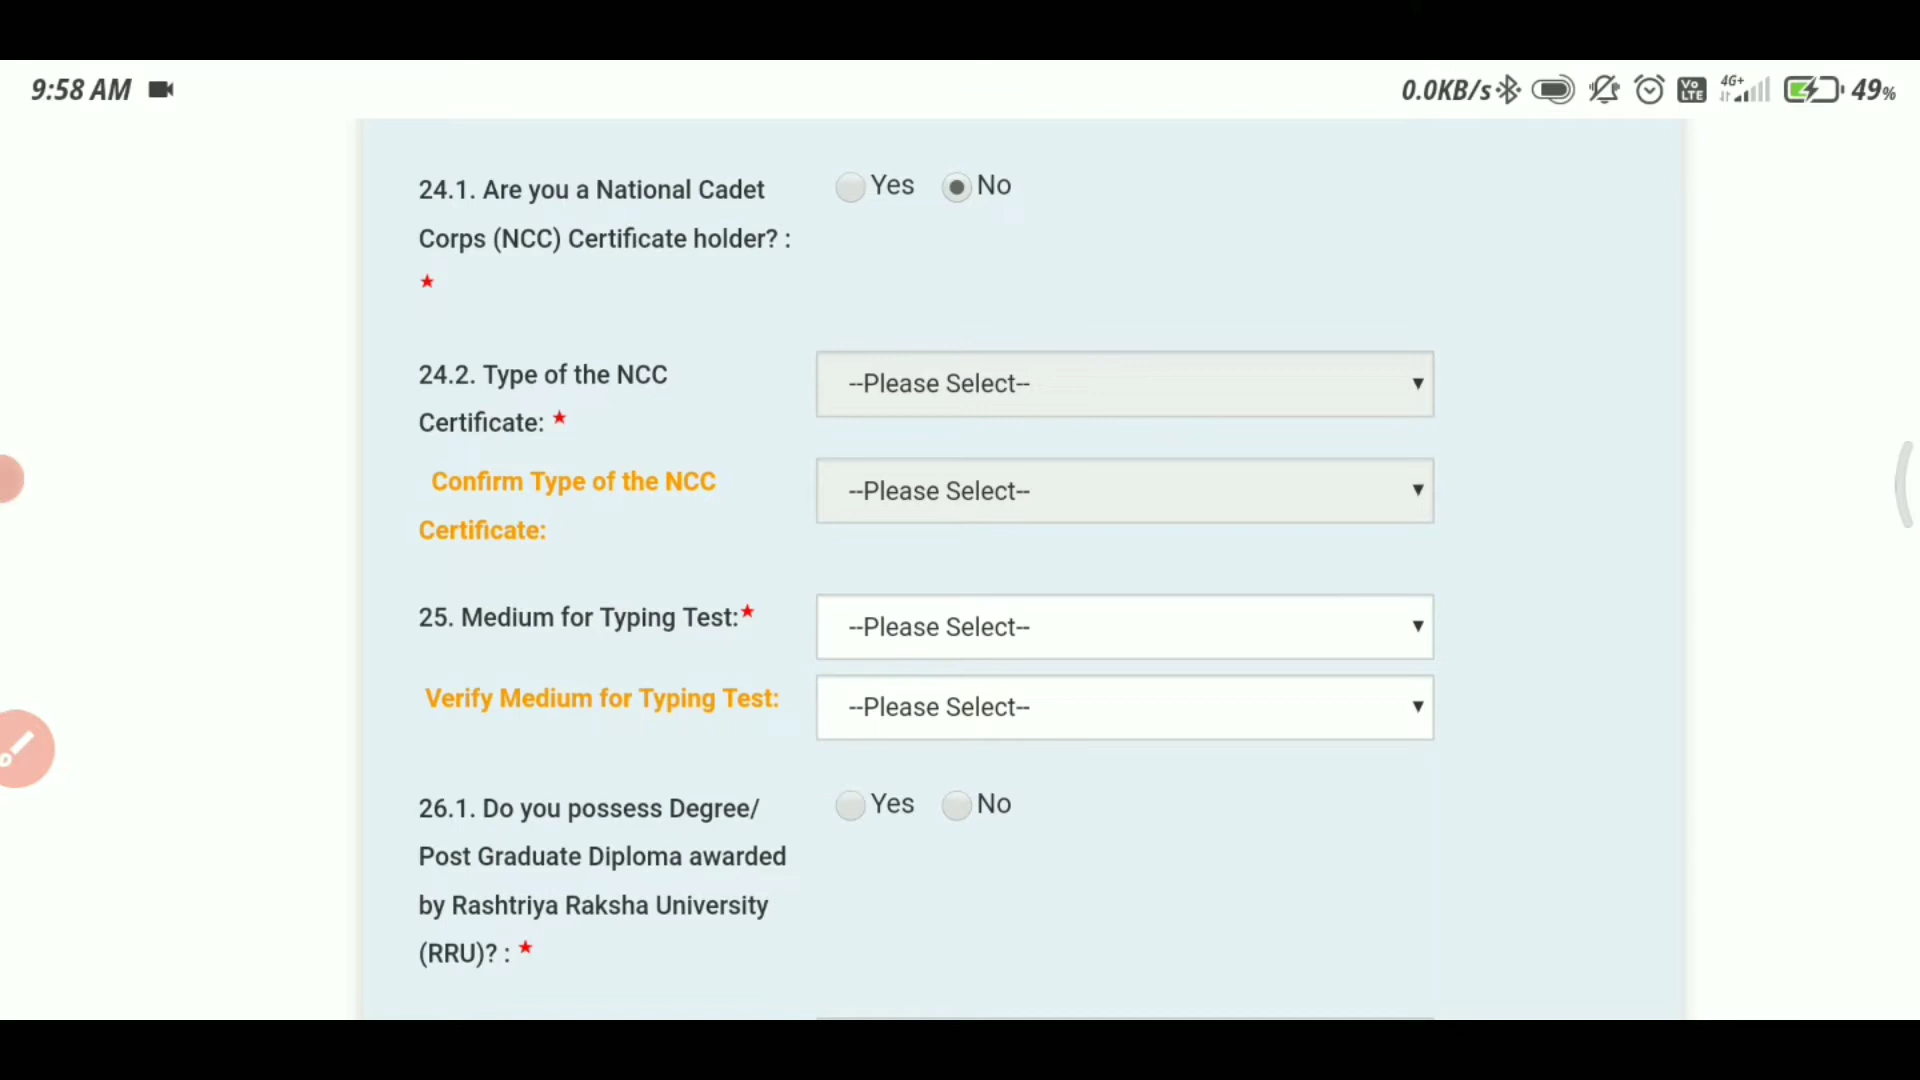 9:58 AM 0.0KB/s Vo LTE 4G+ 49%
24.1. Are you a National Cadet Yes No
Corps (NCC) Certificate holder? :
*
24.2. Type of the NCC --Please Select--
Certificate: *
Confirm Type of the NCC --Please Select--
Certificate:
25. Medium for Typing Test:* --Please Select--
Verify Medium for Typing Test: --Please Select--
26.1. Do you possess Degree/ Yes No
Post Graduate Diploma awarded
by Rashtriya Raksha University
(RRU)? : *